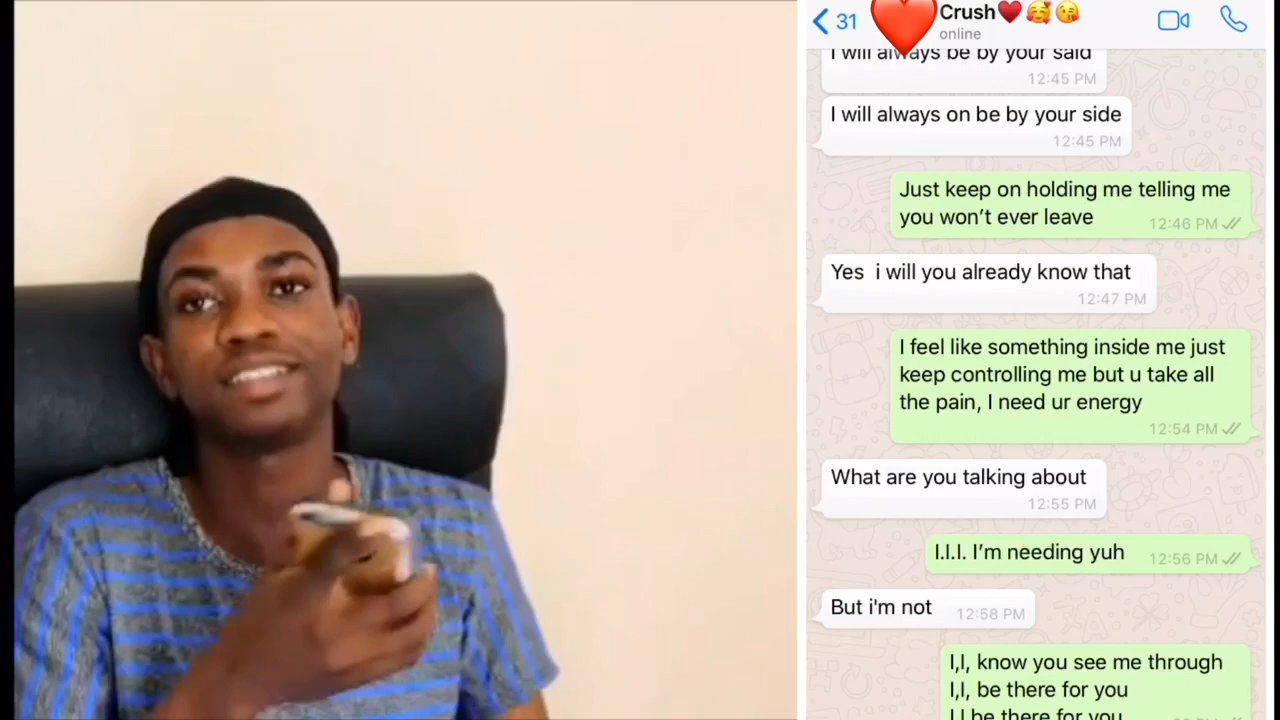 31
Crush♥️🥰😘
online
I will always be by your said
12:45 PM
I will always on be by your side
12:45 PM
Just keep on holding me telling me
you won't ever leave
12:46 PM
Yes i will you already know that
12:47 PM
I feel like something inside me just
keep controlling me but u take all
the pain, I need ur energy
12:54 PM
What are you talking about
12:55 PM
I.I.I. I'm needing yuh
12:56 PM
But i'm not
12:58 PM
I,I, know you see me through
I,I, be there for you
I,I be there for you